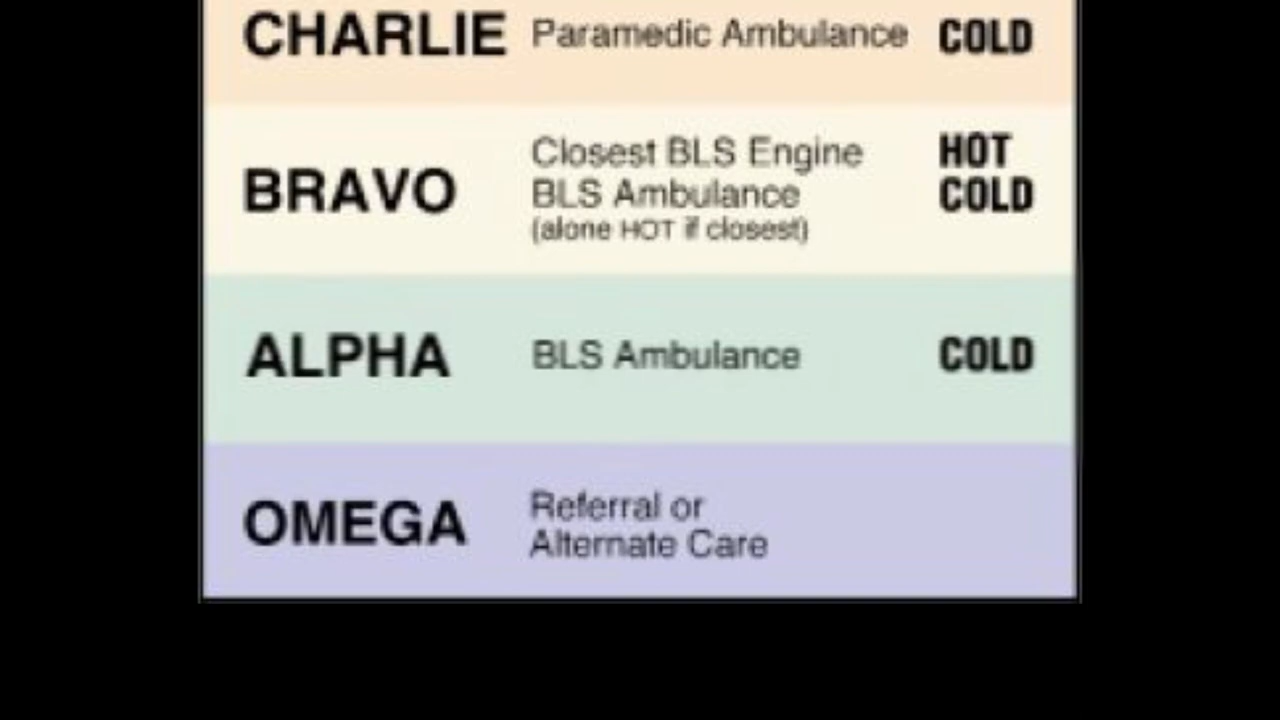 CHARLIE Paramedic Ambulance COLD
BRAVO Closest BLS Engine HOT
BLS Ambulance COLD
(alone HOT if closest)
ALPHA BLS Ambulance COLD
OMEGA Referral or
Alternate Care